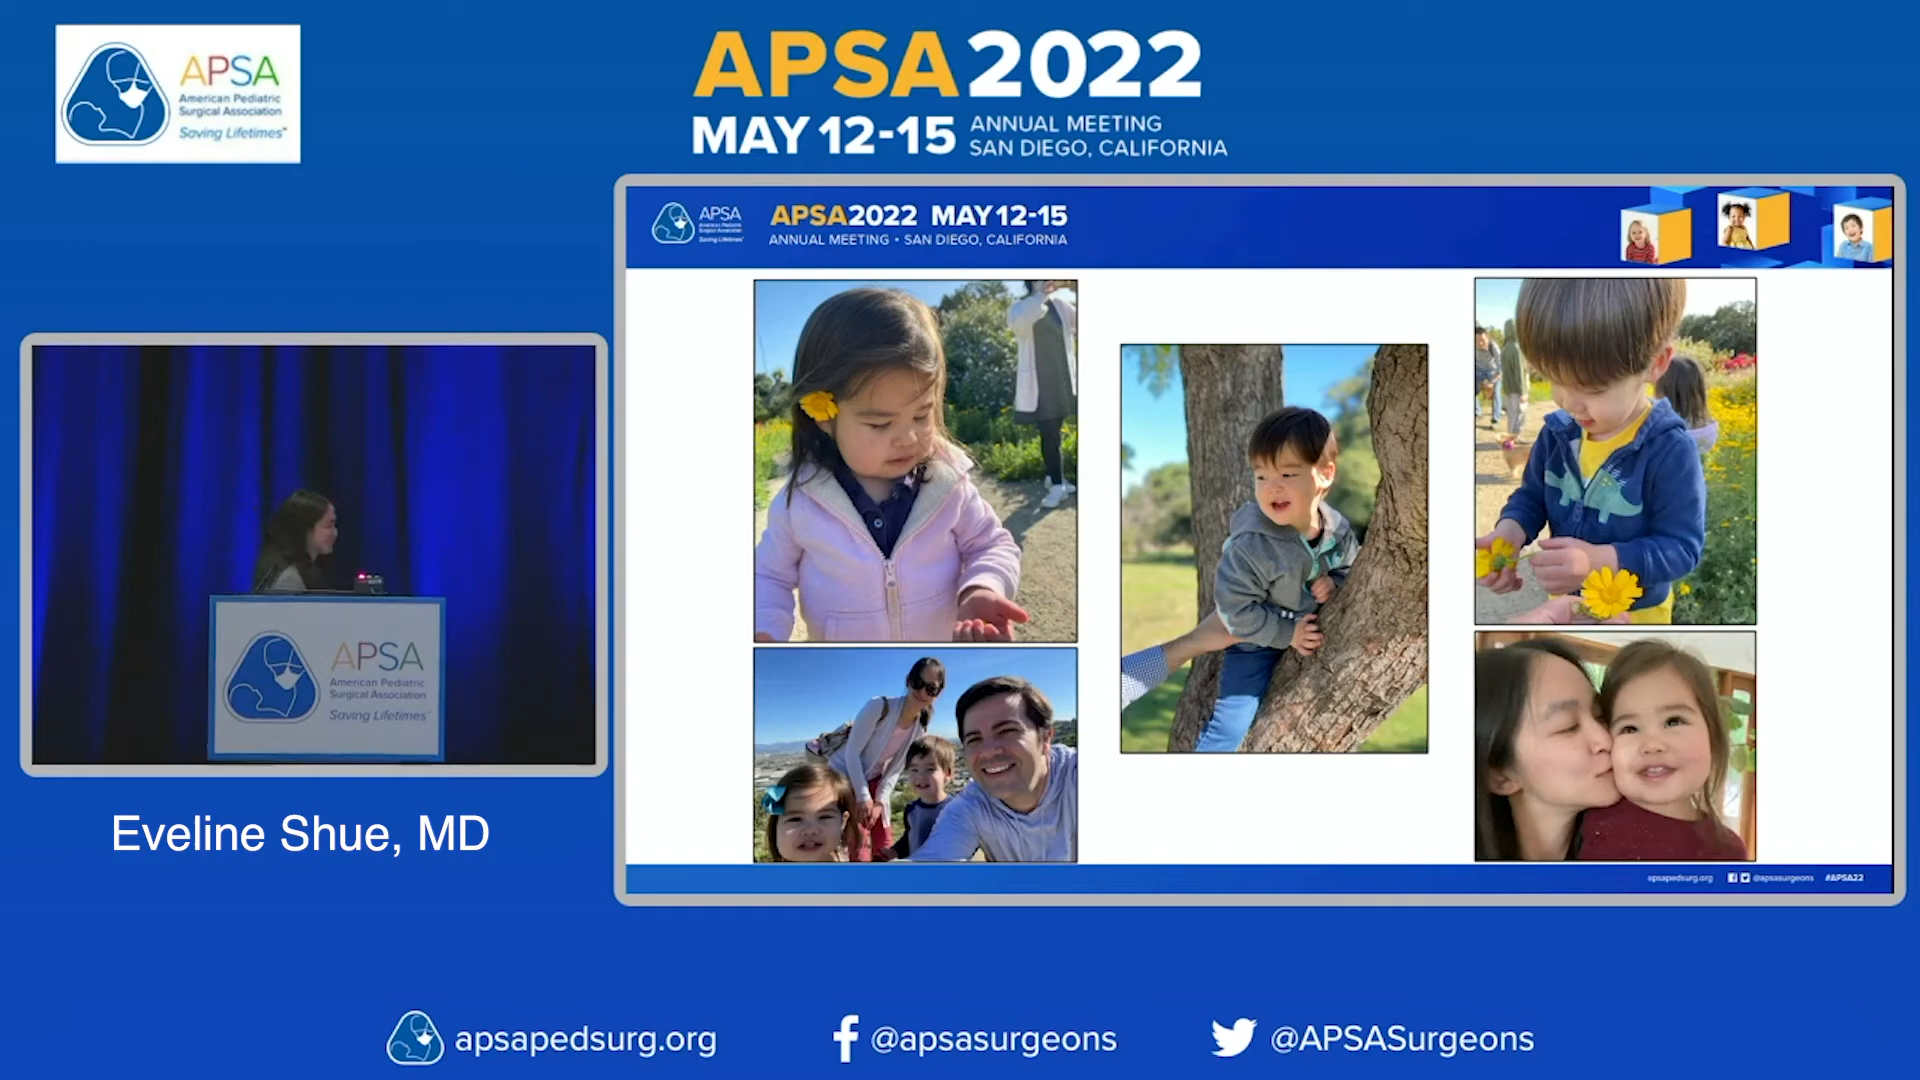 APSA
American Pediatric
Surgical Association
Saving Lifetimes
APSA2022
MAY 12-15
ANNUAL MEETING
SAN DIEGO, CALIFORNIA
APSA
Saving Lifetimes
APSA2022 MAY 12-15
ANNUAL MEETING • SAN DIEGO, CALIFORNIA
APSA
American Pediatric
Surgical Association
Saving Lifetimes
Eveline Shue, MD
apsapedsurg.org @apsasurgeons #APSA22
apsapedsurg.org
@apsasurgeons
@APSASurgeons